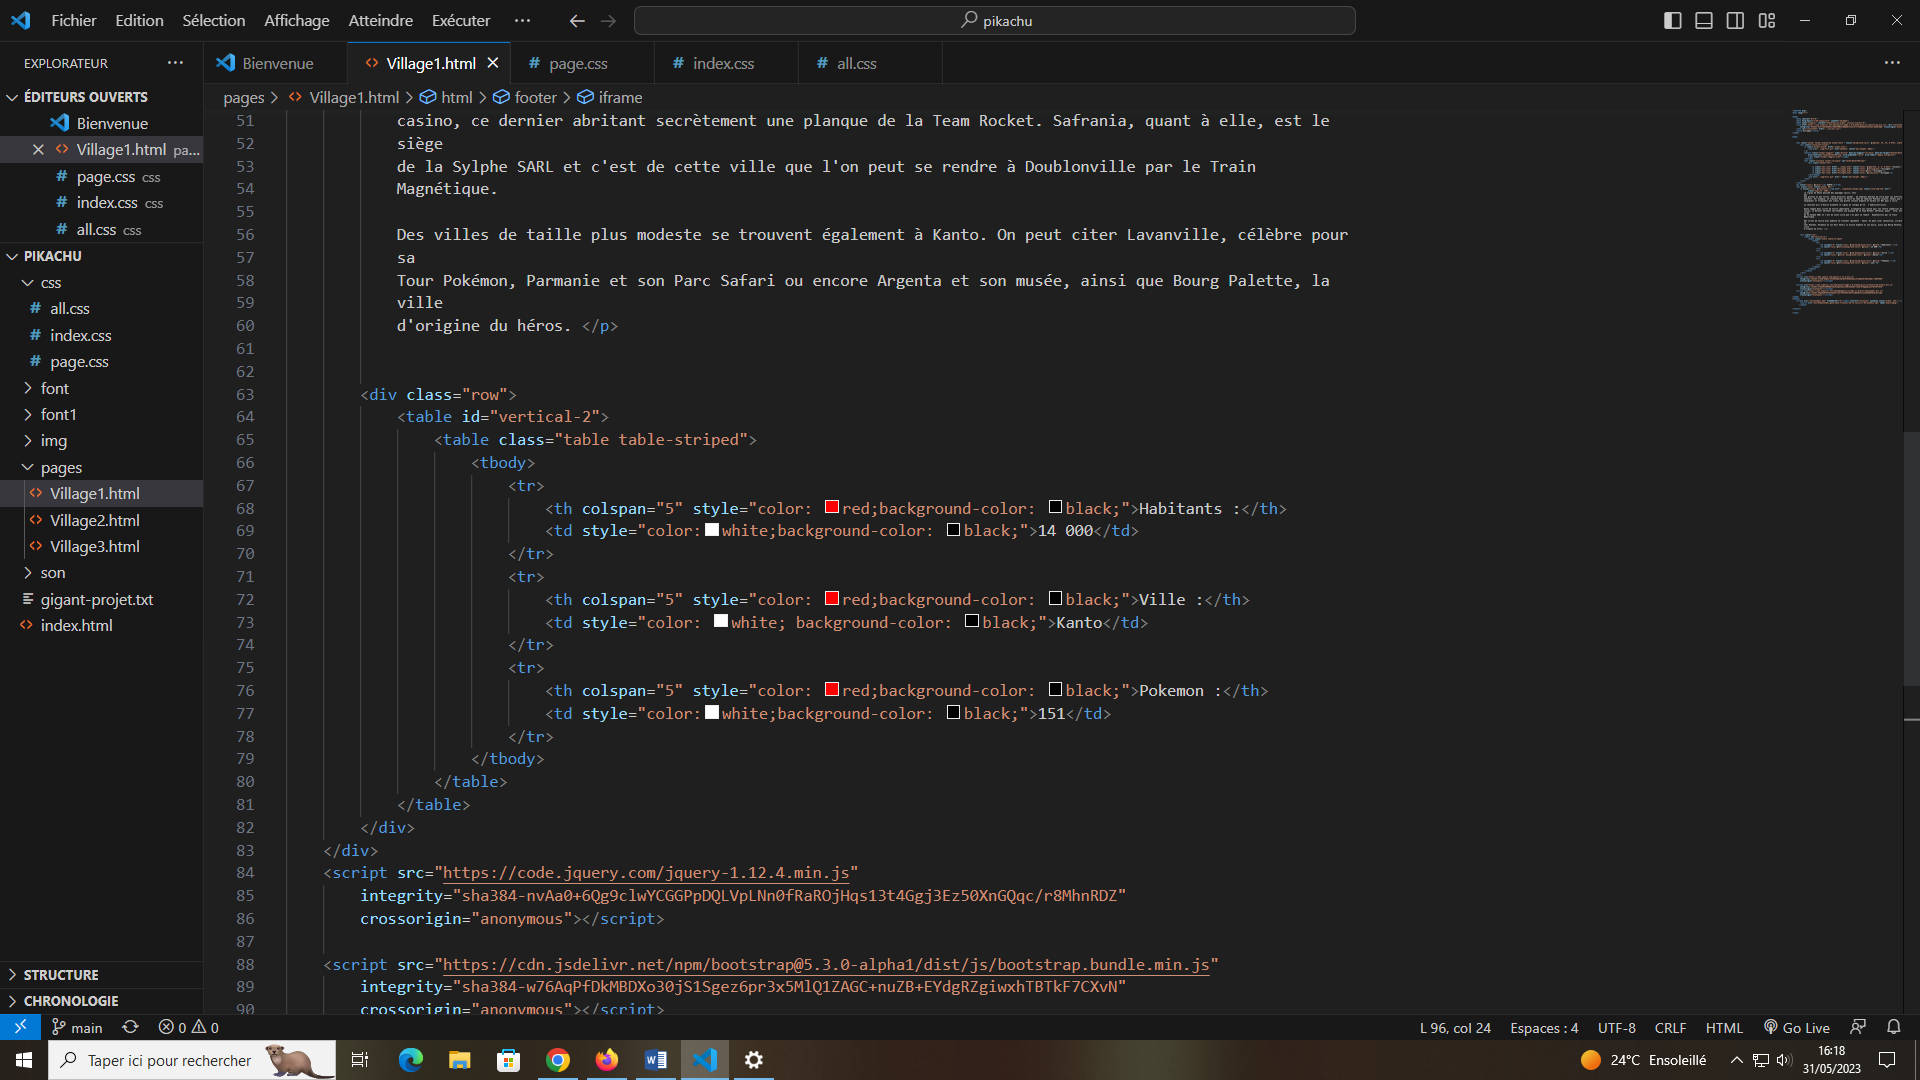 Fichier Edition Sélection Affichage Atteindre Exécuter ··· pikachu
EXPLORATEUR ···
Bienvenue Village1.html page.css index.css all.css ···
ÉDITEURS OUVERTS
Bienvenue
Village1.html pa...
page.css css
index.css css
all.css css
PIKACHU
css
all.css
index.css
page.css
font
font1
img
pages
Village1.html
Village2.html
Village3.html
son
gigant-projet.txt
index.html
STRUCTURE
CHRONOLOGIE
pages > Village1.html > html > footer > iframe
51 casino, ce dernier abritant secrètement une planque de la Team Rocket. Safrania, quant à elle, est le
52 siège
53 de la Sylphe SARL et c'est de cette ville que l'on peut se rendre à Doublonville par le Train
54 Magnétique.
55
56 Des villes de taille plus modeste se trouvent également à Kanto. On peut citer Lavanville, célèbre pour
57 sa
58 Tour Pokémon, Parmanie et son Parc Safari ou encore Argenta et son musée, ainsi que Bourg Palette, la
59 ville
60 d'origine du héros. </p>
61
62
63 <div class="row">
64 <table id="vertical-2">
65 <table class="table table-striped">
66 <tbody>
67 <tr>
68 <th colspan="5" style="color: red;background-color: black;">Habitants :</th>
69 <td style="color:white;background-color: black;">14 000</td>
70 </tr>
71 <tr>
72 <th colspan="5" style="color: red;background-color: black;">Ville :</th>
73 <td style="color: white; background-color: black;">Kanto</td>
74 </tr>
75 <tr>
76 <th colspan="5" style="color: red;background-color: black;">Pokemon :</th>
77 <td style="color:white;background-color: black;">151</td>
78 </tr>
79 </tbody>
80 </table>
81 </table>
82 </div>
83 </div>
84 <script src="https://code.jquery.com/jquery-1.12.4.min.js"
85 integrity="sha384-nvAa0+6Qg9clwYCGGPpDQLVpLNn0fRaROjHqs13t4Ggj3Ez50XnGQqc/r8MhnRDZ"
86 crossorigin="anonymous"></script>
87
88 <script src="https://cdn.jsdelivr.net/npm/bootstrap@5.3.0-alpha1/dist/js/bootstrap.bundle.min.js"
89 integrity="sha384-w76AqPfDkMBDXo30jS1Sgez6pr3x5MlQ1ZAGC+nuZB+EYdgRZgiwxhTBTkF7CXvN"
90 crossorigin="anonymous"></script>
main 0 0 L 96, col 24 Espaces : 4 UTF-8 CRLF HTML Go Live
Taper ici pour rechercher 24°C Ensoleillé 16:18
31/05/2023